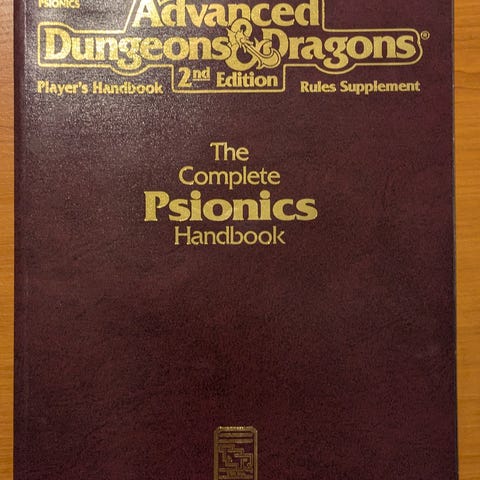 PSIONICS
Advanced
Dungeons & Dragons®
2nd Edition
Player's Handbook Rules Supplement
The
Complete
Psionics
Handbook